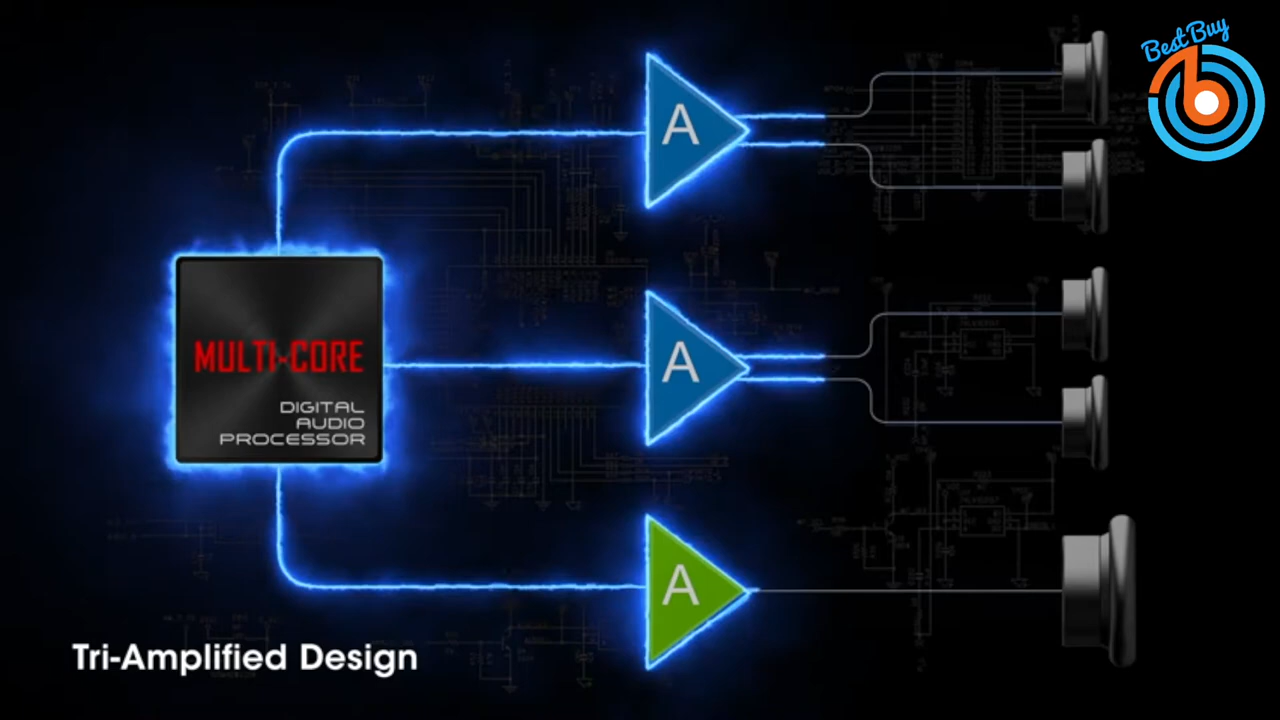 Best Buy
A
A
MULTI-CORE
DIGITAL
AUDIO
PROCESSOR
A
Tri-Amplified Design